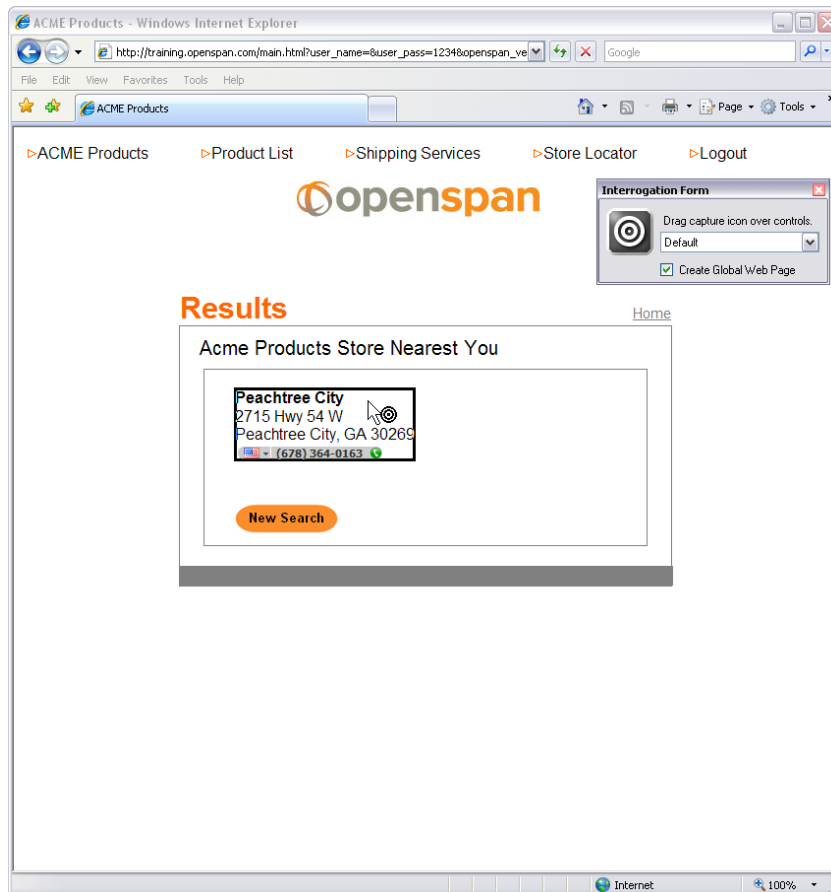 ACME Products - Windows Internet Explorer
http://training.openspan.com/main.html?user_name=&user_pass=1234&openspan_ve
Google
File Edit View Favorites Tools Help
ACME Products
Page Tools
ACME Products Product List Shipping Services Store Locator Logout
openspan
Interrogation Form
Drag capture icon over controls.
Default
Create Global Web Page
Results
Home
Acme Products Store Nearest You
Peachtree City
2715 Hwy 54 W
Peachtree City, GA 30269
(678) 364-0163
New Search
Internet
100%